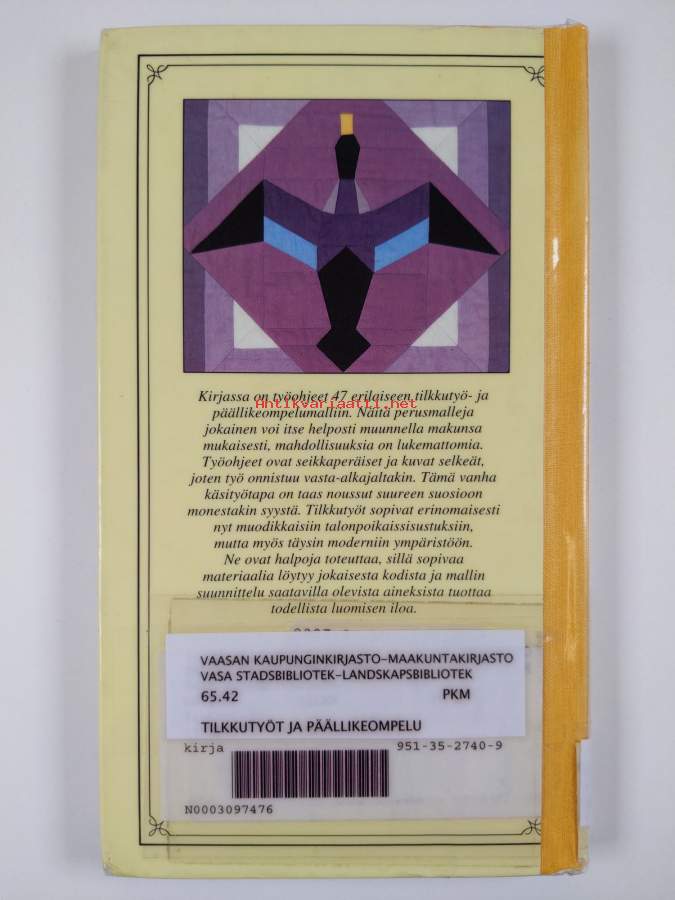 Kirjassa on työohjeet 47 erilaiseen tilkkutyö- ja
Antikvariaatti.net
päällikeompelumalliin. Näitä perusmalleja
jokainen voi itse helposti muunnella makunsa
mukaisesti, mahdollisuuksia on lukemattomia.
Työohjeet ovat seikkaperäiset ja kuvat selkeät,
joten työ onnistuu vasta-alkajaltakin. Tämä vanha
käsityötapa on taas noussut suureen suosioon
monestakin syystä. Tilkkutyöt sopivat erinomaisesti
nyt muodikkaisiin talonpoikaissisustuksiin,
mutta myös täysin moderniin ympäristöön.
Ne ovat halpoja toteuttaa, sillä sopivaa
materiaalia löytyy jokaisesta kodista ja mallin
suunnittelu saatavilla olevista aineksista tuottaa
todellista luomisen iloa.
VAASAN KAUPUNGINKIRJASTO-MAAKUNTAKIRJASTO
VASA STADSBIBLIOTEK-LANDSKAPSBIBLIOTEK
65.42 PKM
TILKKUTYÖT JA PÄÄLLIKEOMPELU
kirja 951-35-2740-9
N0003097476